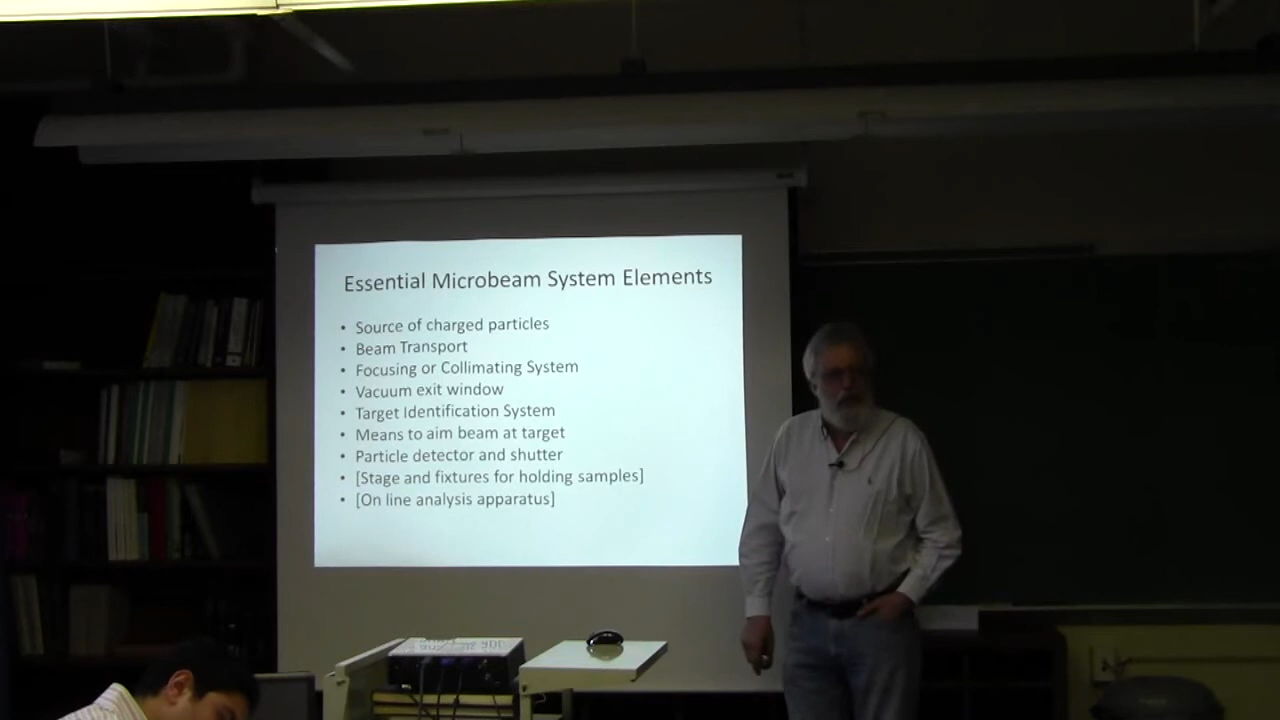 Essential Microbeam System Elements
• Source of charged particles
• Beam Transport
• Focusing or Collimating System
• Vacuum exit window
• Target Identification System
• Means to aim beam at target
• Particle detector and shutter
• [Stage and fixtures for holding samples]
• [On line analysis apparatus]